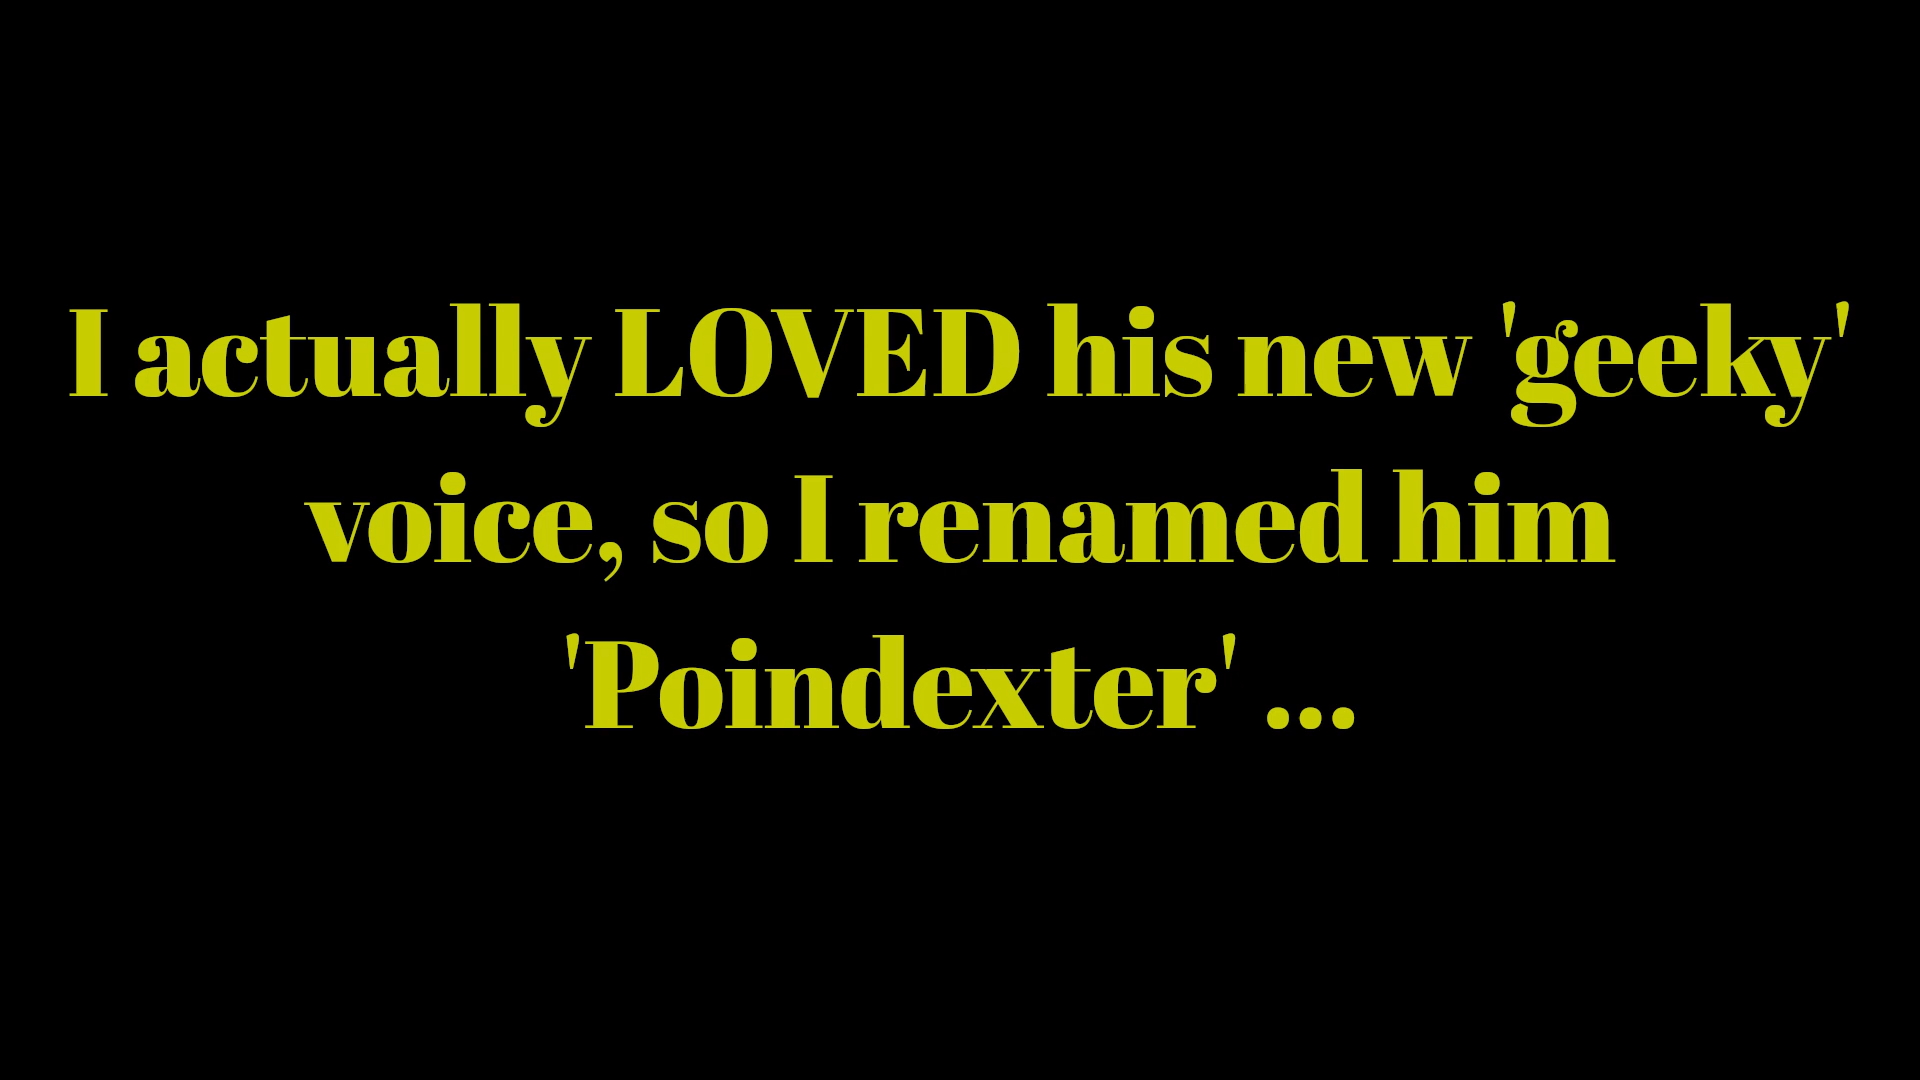 I actually LOVED his new 'geeky'
voice, so I renamed him
'Poindexter' ...